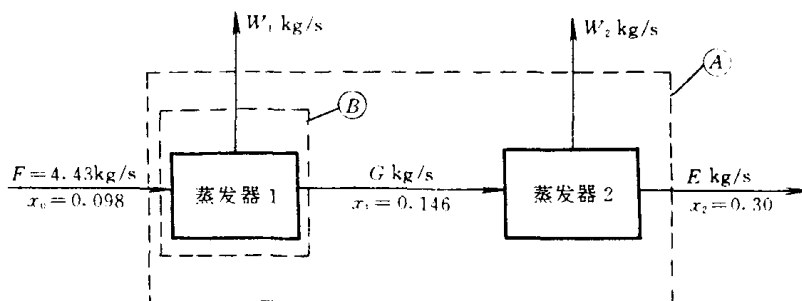 W₁ kg/s
W₂ kg/s
A
B
F=4.43kg/s
x₀=0.098
蒸发器 1
G kg/s
x₁=0.146
蒸发器 2
E kg/s
x₂=0.30